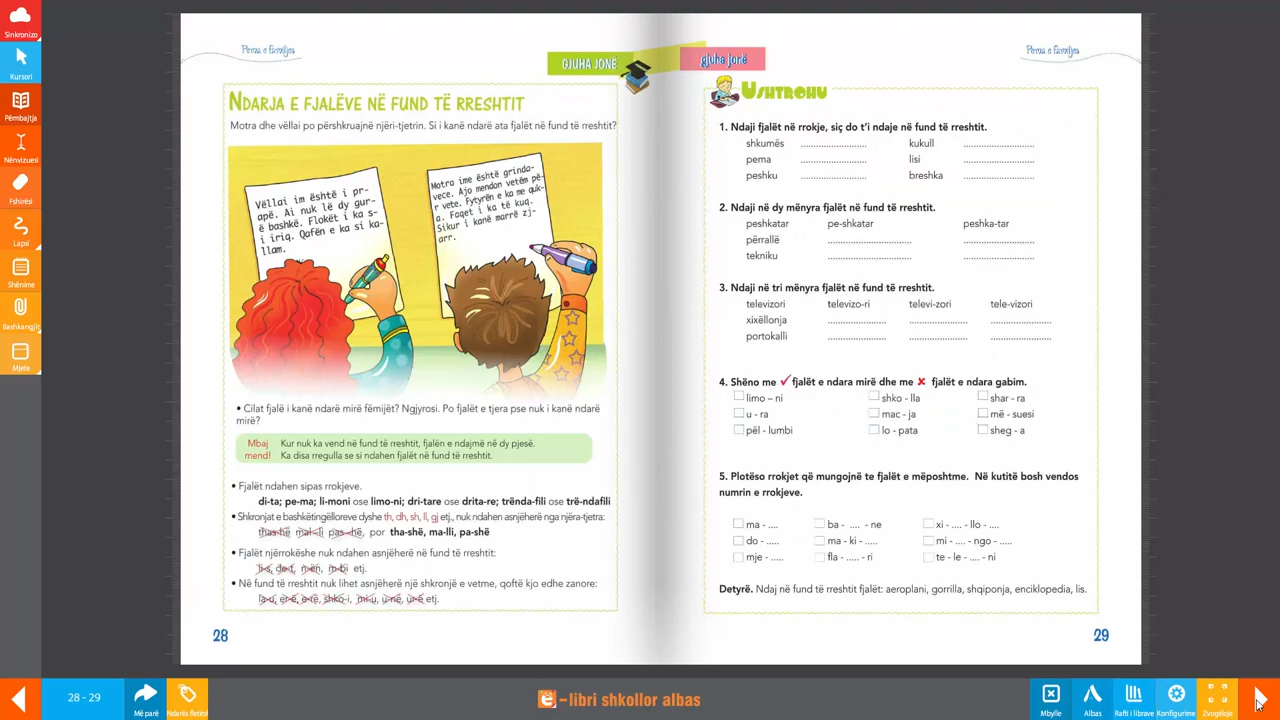 Sinkronizo
Kursori
Përmbajtja
Nënvizuesi
Fshirësi
Lapsi
Shënime
Bashkangjit
Mjete
Pema e familjes
GJUHA JONË
NDARJA E FJALËVE NË FUND TË RRESHTIT
Motra dhe vëllai po përshkruajnë njëri-tjetrin. Si i kanë ndarë ata fjalët në fund të rreshtit?
Vëllai im është i pr-
apë. Ai nuk lë dy gur-
ë bashkë. Flokët i ka s-
i iriq. Qafën e ka si ka-
llam.
Motra ime është grinda-
vece. Ajo mendon vetëm pë-
r vete. Fytyrën e ka me quk-
a. Faqet i ka të kuq.
Sikur i kanë marrë zj-
arr.
• Cilat fjalë i kanë ndarë mirë fëmijët? Ngjyrosi. Po fjalët e tjera pse nuk i kanë ndarë
mirë?
Mbaj mend!
Kur nuk ka vend në fund të rreshtit, fjalën e ndajmë në dy pjesë.
Ka disa rregulla se si ndahen fjalët në fund të rreshtit.
• Fjalët ndahen sipas rrokjeve.
di-ta; pe-ma; li-moni ose limo-ni; dri-tare ose drita-re; trënda-fili ose trë-ndafili
• Shkronjat e bashkëtingëlloreve dyshe th, dh, sh, ll, gj etj., nuk ndahen asnjëherë nga njëra-tjetra:
thas-hë mal-li pas-hë, por tha-shë, ma-lli, pa-shë
• Fjalët njërrokëshe nuk ndahen asnjëherë në fund të rreshtit:
li-s, de-t, m-ën, m-bi etj.
• Në fund të rreshtit nuk lihet asnjëherë një shkronjë e vetme, qoftë kjo edhe zanore:
la-u, er-ë, e-rë, shko-i, mi-u, u-në, ur-ë etj.
28
Pema e familjes
gjuha jonë
USHTROHU
1. Ndaji fjalët në rrokje, siç do t'i ndaje në fund të rreshtit.
shkumës .......................... kukull ..........................
pema .......................... lisi ..........................
peshku .......................... breshka ..........................
2. Ndaji në dy mënyra fjalët në fund të rreshtit.
peshkatar pe-shkatar peshka-tar
përrallë ................................ ...........................
tekniku ................................ ...........................
3. Ndaji në tri mënyra fjalët në fund të rreshtit.
televizori televizo-ri televi-zori tele-vizori
xixëllonja ...................... ...................... ......................
portokalli ...................... ...................... ......................
4. Shëno me ✓ fjalët e ndara mirë dhe me ✘ fjalët e ndara gabim.
limo – ni shko - lla shar - ra
u - ra mac - ja më - suesi
pël - lumbi lo - pata sheg - a
5. Plotëso rrokjet që mungojnë te fjalët e mëposhtme. Në kutitë bosh vendos
numrin e rrokjeve.
ma - .... ba - .... - ne xi - .... - llo - ....
do - ..... ma - ki - ..... mi - .... - ngo - .....
mje - ..... fla - ..... - ri te - le - .... - ni
Detyrë. Ndaj në fund të rreshtit fjalët: aeroplani, gorrilla, shqiponja, enciklopedia, lis.
29
28 - 29
Më parë
Ndarës fletësh
e –libri shkollor albas
Mbylle
Albas
Rafti i librave
Konfigurime
Zvogëloje